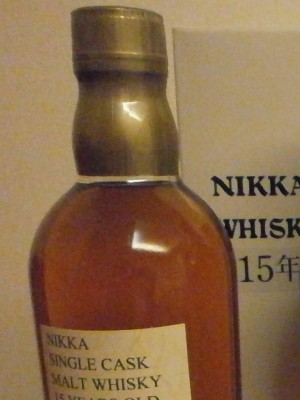 NIKKA
WHISK
15年
NIKKA
SINGLE CASK
MALT WHISKY
15 YEARS OLD